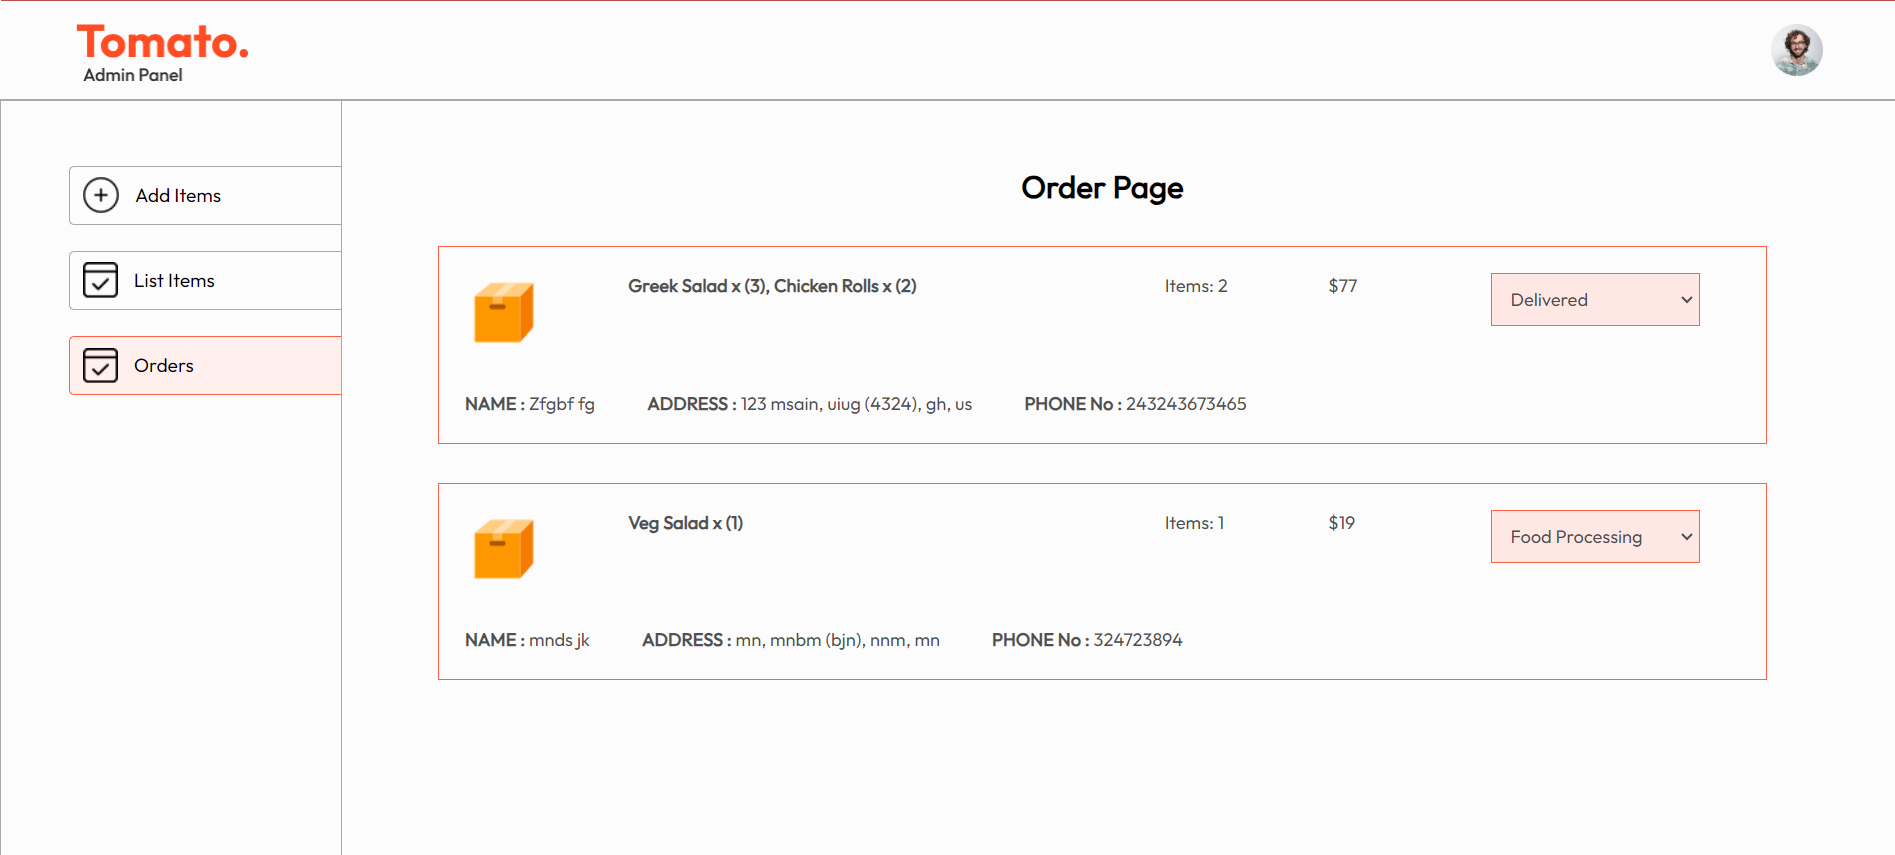 Tomato.
Admin Panel
Add Items
List Items
Orders
Order Page
Greek Salad x (3), Chicken Rolls x (2) Items: 2 $77 Delivered
NAME : Zfgbf fg ADDRESS : 123 msain, uiug (4324), gh, us PHONE No : 243243673465
Veg Salad x (1) Items: 1 $19 Food Processing
NAME : mnds jk ADDRESS : mn, mnbm (bjn), nnm, mn PHONE No : 324723894